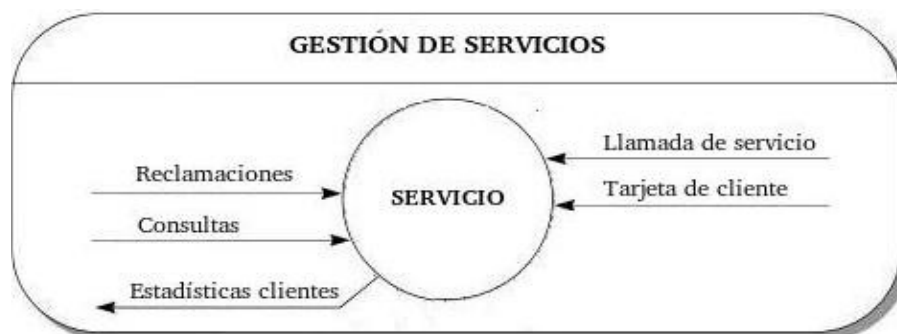 GESTIÓN DE SERVICIOS
Reclamaciones
Consultas
Estadísticas clientes
SERVICIO
Llamada de servicio
Tarjeta de cliente